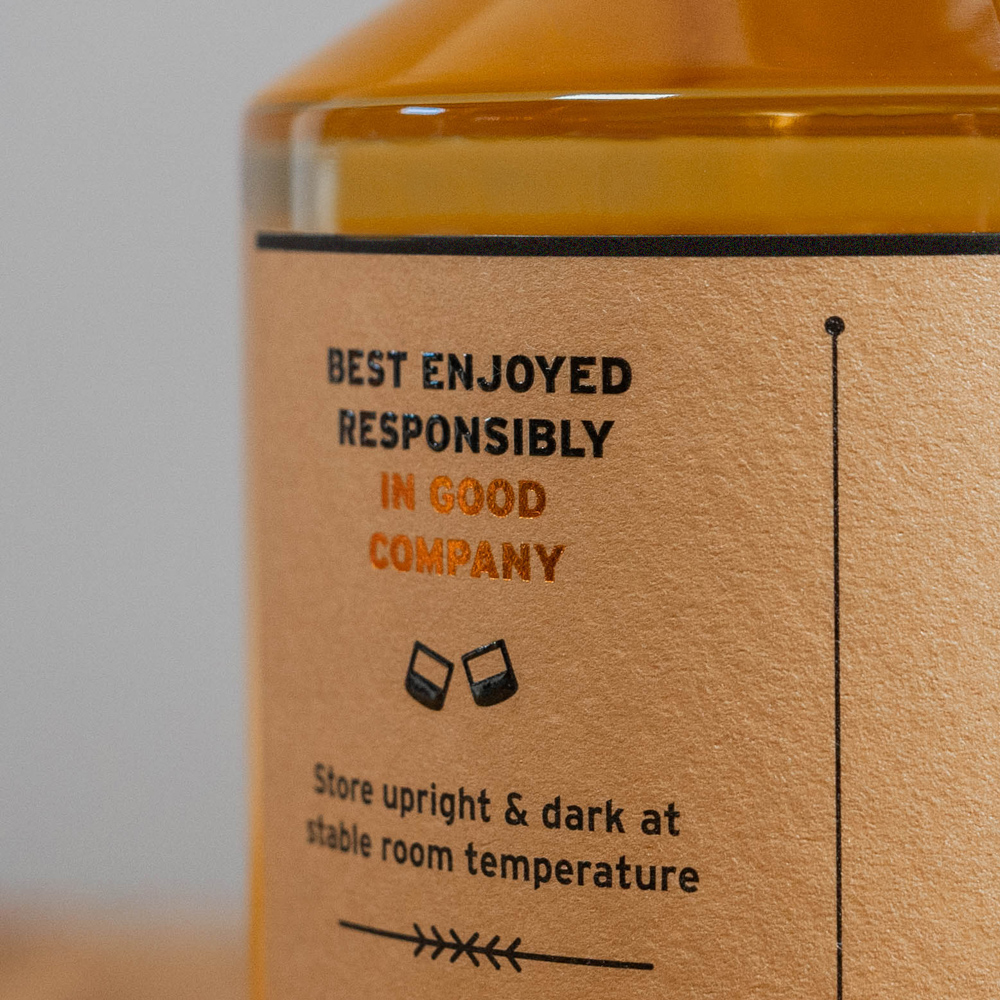 BEST ENJOYED
RESPONSIBLY
IN GOOD
COMPANY
Store upright & dark at
stable room temperature